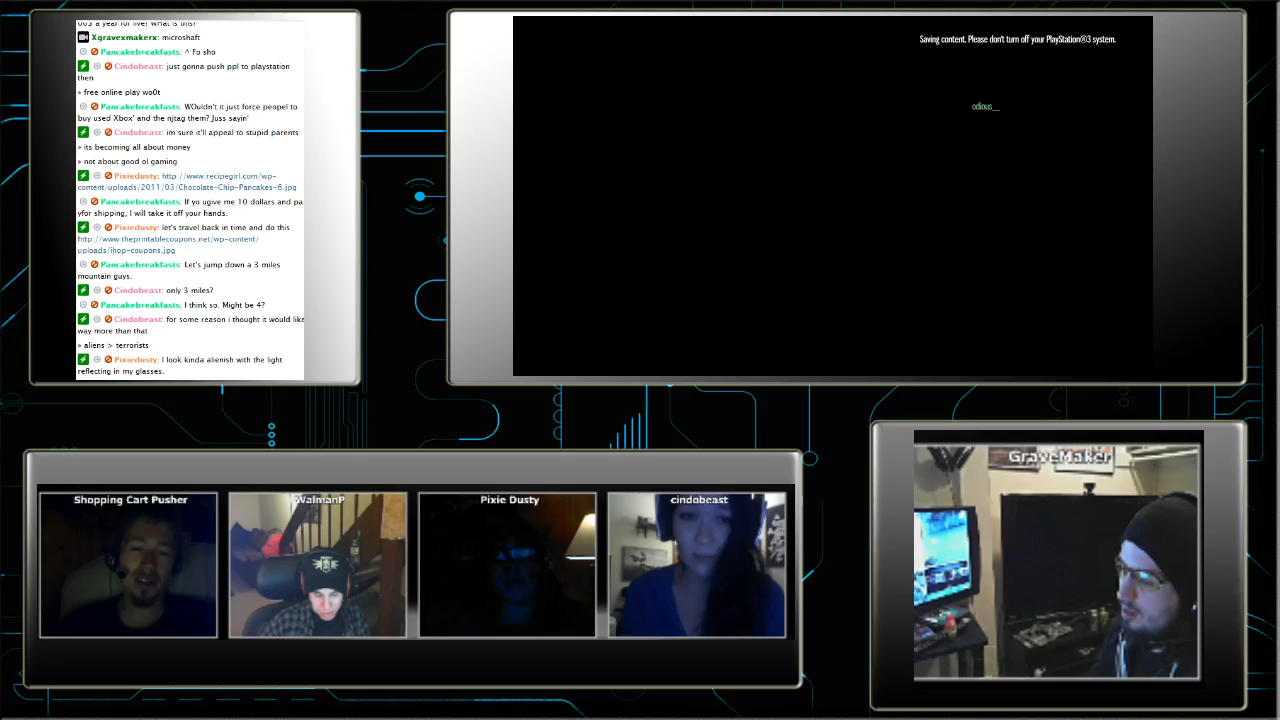 Xgravexmakerx: microshaft
Pancakebreakfasts: ^ Fo sho
Cindobeast: just gonna push ppl to playstation
then
» free online play wo0t
Pancakebreakfasts: WOuldn't it just force peopel to
buy used Xbox' and the njtag them? Juss sayin'
Cindobeast: im sure it'll appeal to stupid parents
» its becoming all about money
» not about good ol gaming
Pixiedusty: http://www.recipegirl.com/wp-
content/uploads/2011/03/Chocolate-Chip-Pancakes-6.jpg
Pancakebreakfasts: If yo ugive me 10 dollars and pa
yfor shipping, I will take it off your hands.
Pixiedusty: let's travel back in time and do this
http://www.theprintablecoupons.net/wp-content/
uploads/ihop-coupons.jpg
Pancakebreakfasts: Let's jump down a 3 miles
mountain guys.
Cindobeast: only 3 miles?
Pancakebreakfasts: I think so. Might be 4?
Cindobeast: for some reason i thought it would like
way more than that
» aliens > terrorists
Pixiedusty: I look kinda alienish with the light
reflecting in my glasses.
Saving content. Please don't turn off your PlayStation®3 system.
odious__
Shopping Cart Pusher
WalmanP
Pixie Dusty
cindobeast
GraveMaker